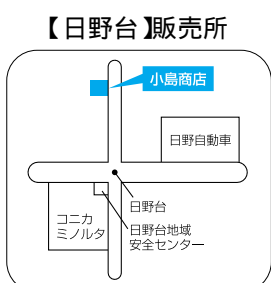 【日野台】販売所
小島商店
日野自動車
日野台
コニカ
ミノルタ
日野台地域
安全センター